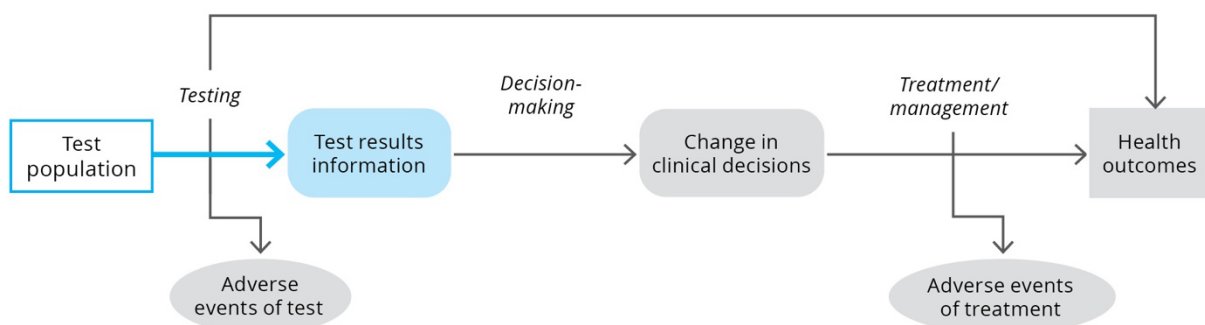 Testing
Decision-
making
Treatment/
management
Test
population
Test results
information
Change in
clinical decisions
Health
outcomes
Adverse
events of test
Adverse events
of treatment